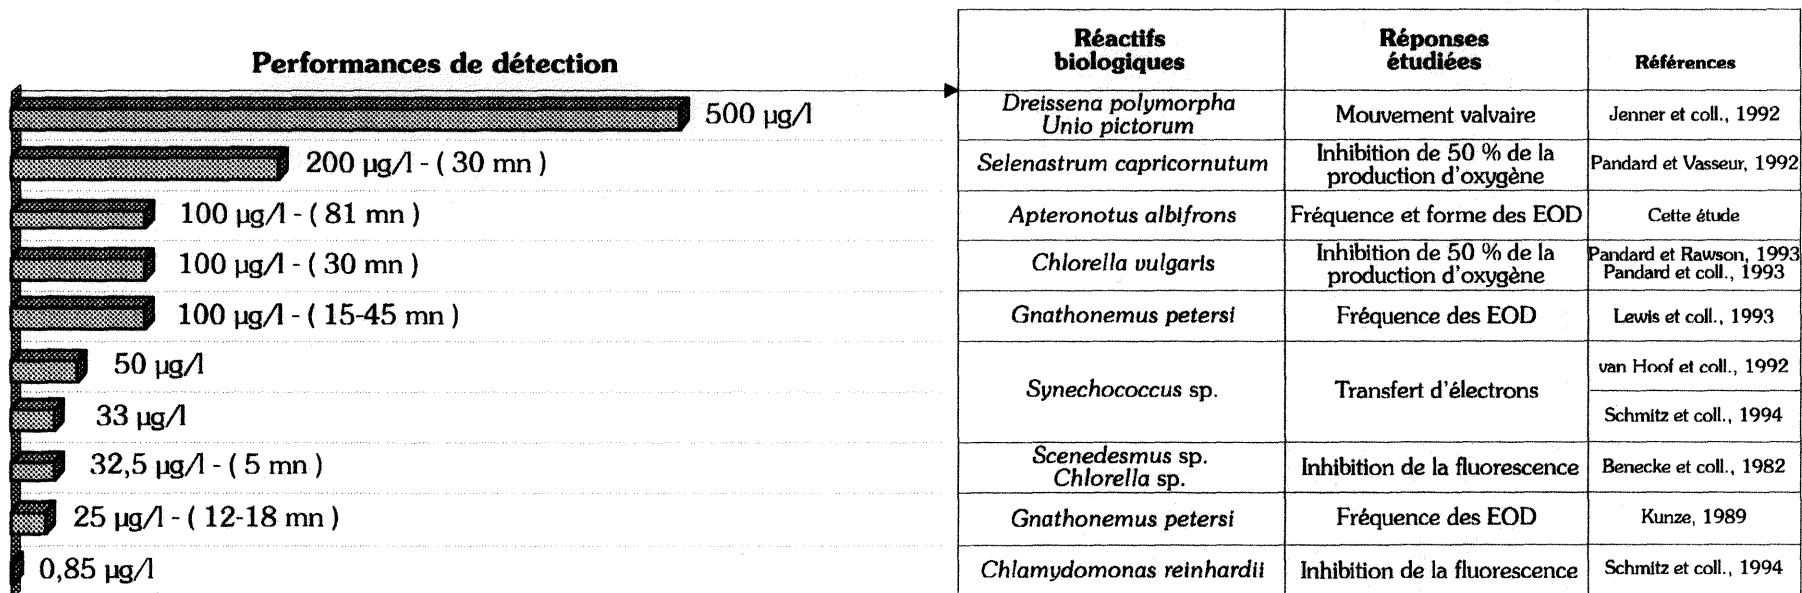 Performances de détection
Réactifs
biologiques
Réponses
étudiées
Références
500 µg/l
Dreissena polymorpha
Unio pictorum
Mouvement valvaire
Jenner et coll., 1992
200 µg/l - ( 30 mn )
Selenastrum capricornutum
Inhibition de 50 % de la
production d'oxygène
Pandard et Vasseur, 1992
100 µg/l - ( 81 mn )
Apteronotus albifrons
Fréquence et forme des EOD
Cette étude
100 µg/l - ( 30 mn )
Chlorella vulgaris
Inhibition de 50 % de la
production d'oxygène
Pandard et Rawson, 1993
Pandard et coll., 1993
100 µg/l - ( 15-45 mn )
Gnathonemus petersi
Fréquence des EOD
Lewis et coll., 1993
50 µg/l
Synechococcus sp.
Transfert d'électrons
van Hoof et coll., 1992
33 µg/l
Schmitz et coll., 1994
32,5 µg/l - ( 5 mn )
Scenedesmus sp.
Chlorella sp.
Inhibition de la fluorescence
Benecke et coll., 1982
25 µg/l - ( 12-18 mn )
Gnathonemus petersi
Fréquence des EOD
Kunze, 1989
0,85 µg/l
Chlamydomonas reinhardii
Inhibition de la fluorescence
Schmitz et coll., 1994